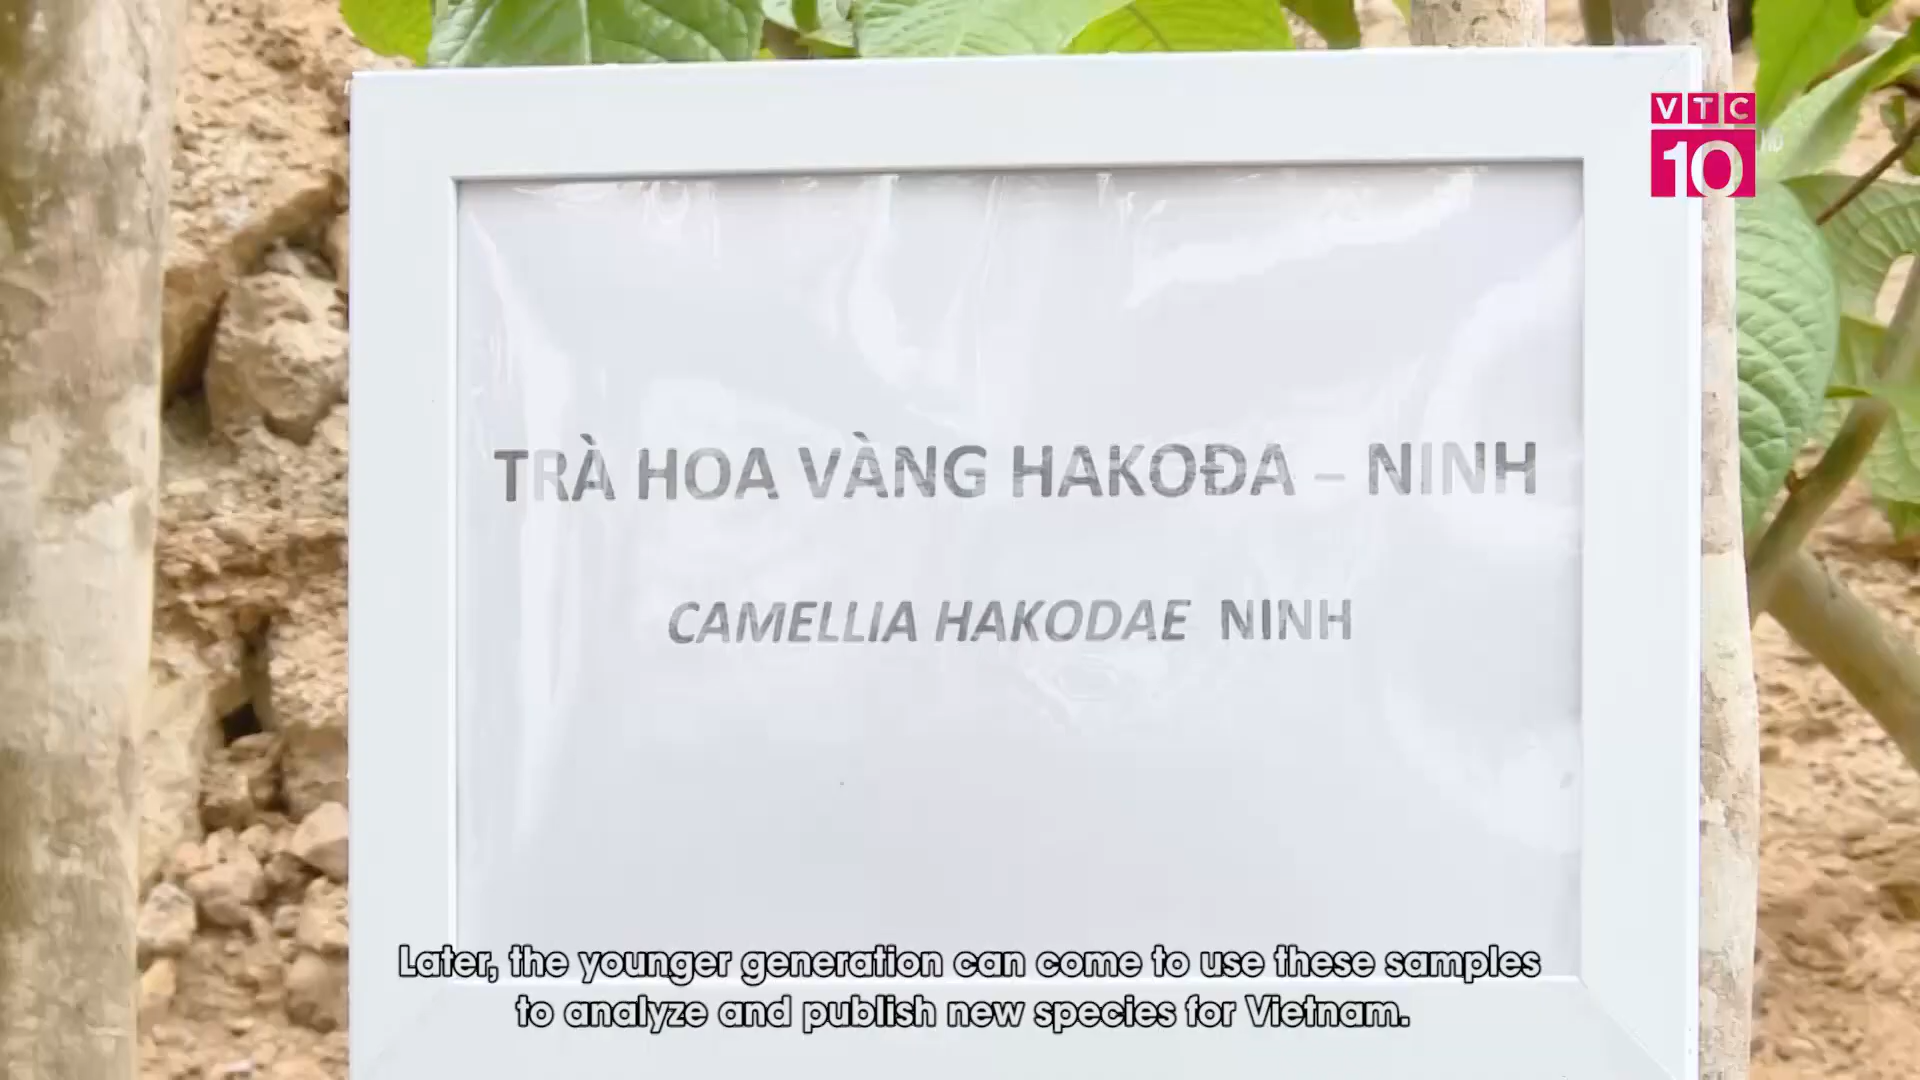 VTC
10
HD
TRÀ HOA VÀNG HAKOĐA – NINH
CAMELLIA HAKODAE NINH
Later, the younger generation can come to use these samples
to analyze and publish new species for Vietnam.